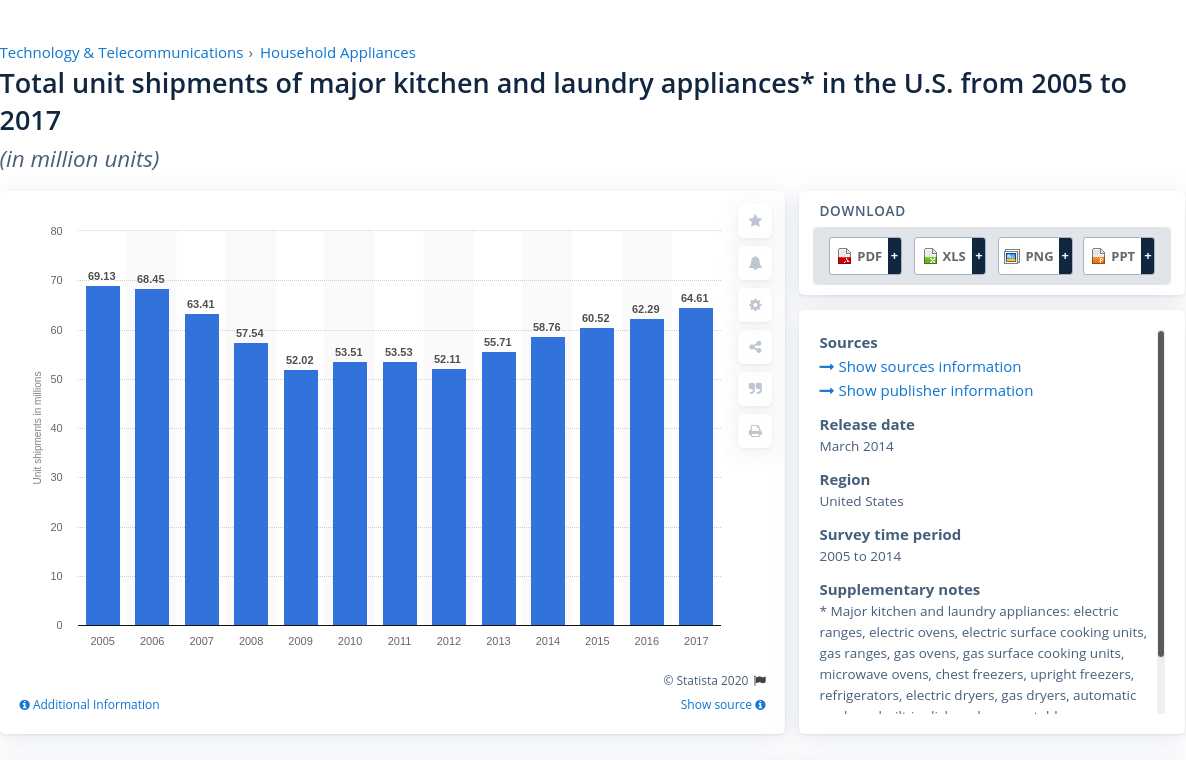 Technology & Telecommunications › Household Appliances
Total unit shipments of major kitchen and laundry appliances* in the U.S. from 2005 to
2017
(in million units)
80
70
60
50
40
30
20
10
0
Unit shipments in millions
69.13
68.45
63.41
57.54
52.02
53.51
53.53
52.11
55.71
58.76
60.52
62.29
64.61
2005 2006 2007 2008 2009 2010 2011 2012 2013 2014 2015 2016 2017
© Statista 2020
Additional Information
Show source
DOWNLOAD
PDF + XLS + PNG + PPT +
Sources
Show sources information
Show publisher information
Release date
March 2014
Region
United States
Survey time period
2005 to 2014
Supplementary notes
* Major kitchen and laundry appliances: electric
ranges, electric ovens, electric surface cooking units,
gas ranges, gas ovens, gas surface cooking units,
microwave ovens, chest freezers, upright freezers,
refrigerators, electric dryers, gas dryers, automatic